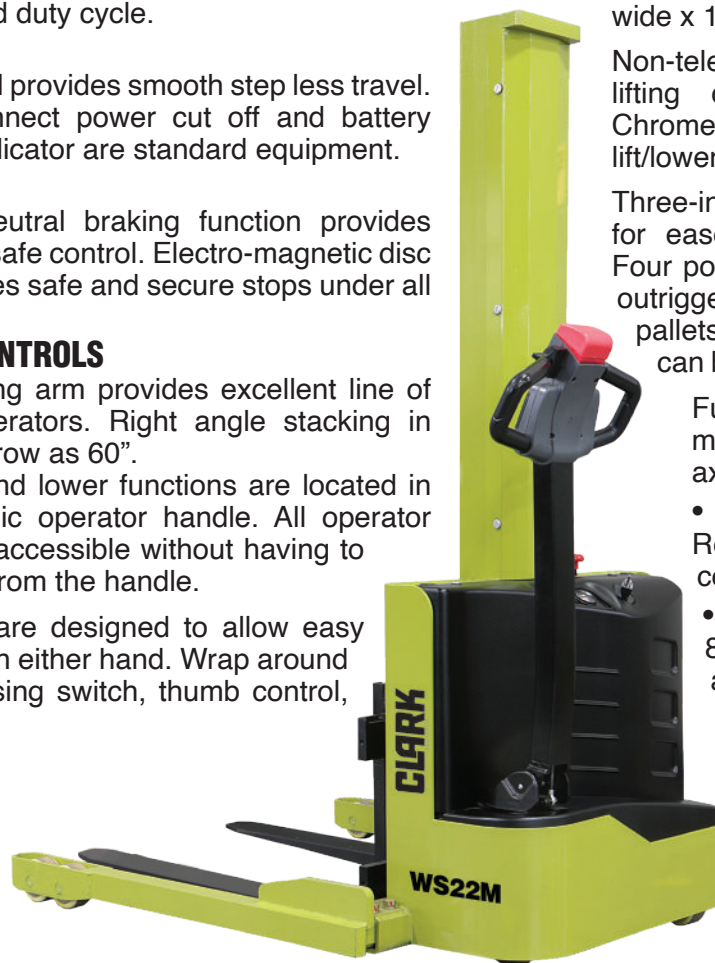 d duty cycle.
provides smooth step less travel.
nnect power cut off and battery
dicator are standard equipment.
eutral braking function provides
safe control. Electro-magnetic disc
es safe and secure stops under all
NTROLS
ng arm provides excellent line of
erators. Right angle stacking in
row as 60”.
nd lower functions are located in
ic operator handle. All operator
accessible without having to
from the handle.
are designed to allow easy
n either hand. Wrap around
sing switch, thumb control,
wide x 1
Non-tele
lifting
Chrome
lift/lower
Three-in
for ease
Four po
outrigge
pallets
can
Fu
m
ax
•
Re
co
•
8
a
CLARK
WS22M